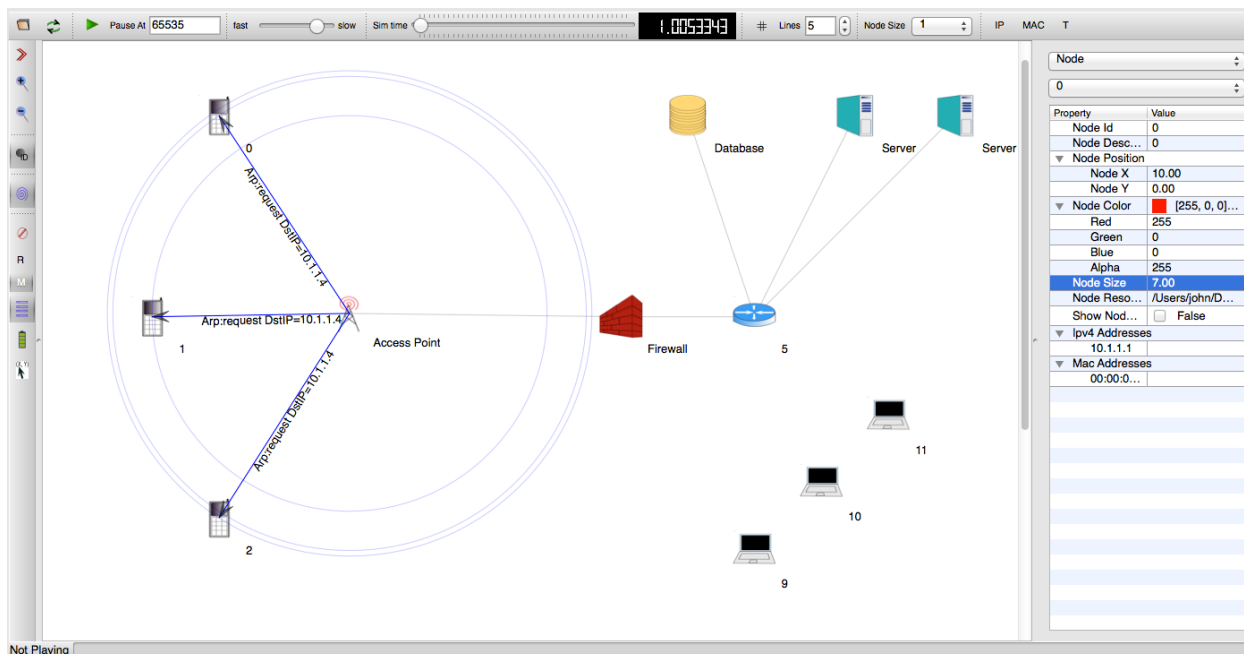 Pause At 65535 fast slow Sim time 1.0053343 # Lines 5 Node Size 1 IP MAC T
Node
0
Property Value
Node Id 0
Node Desc... 0
Node Position
Node X 10.00
Node Y 0.00
Node Color [255, 0, 0]...
Red 255
Green 0
Blue 0
Alpha 255
Node Size 7.00
Node Reso... /Users/john/D...
Show Nod... False
Ipv4 Addresses
10.1.1.1
Mac Addresses
00:00:0...
ID
R
M
0
Database
Server
Server
Arp:request DstIP=10.1.1.4
Arp:request DstIP=10.1.1.4
1
Access Point
Firewall
5
Arp:request DstIP=10.1.1.4
11
10
2
9
Not Playing